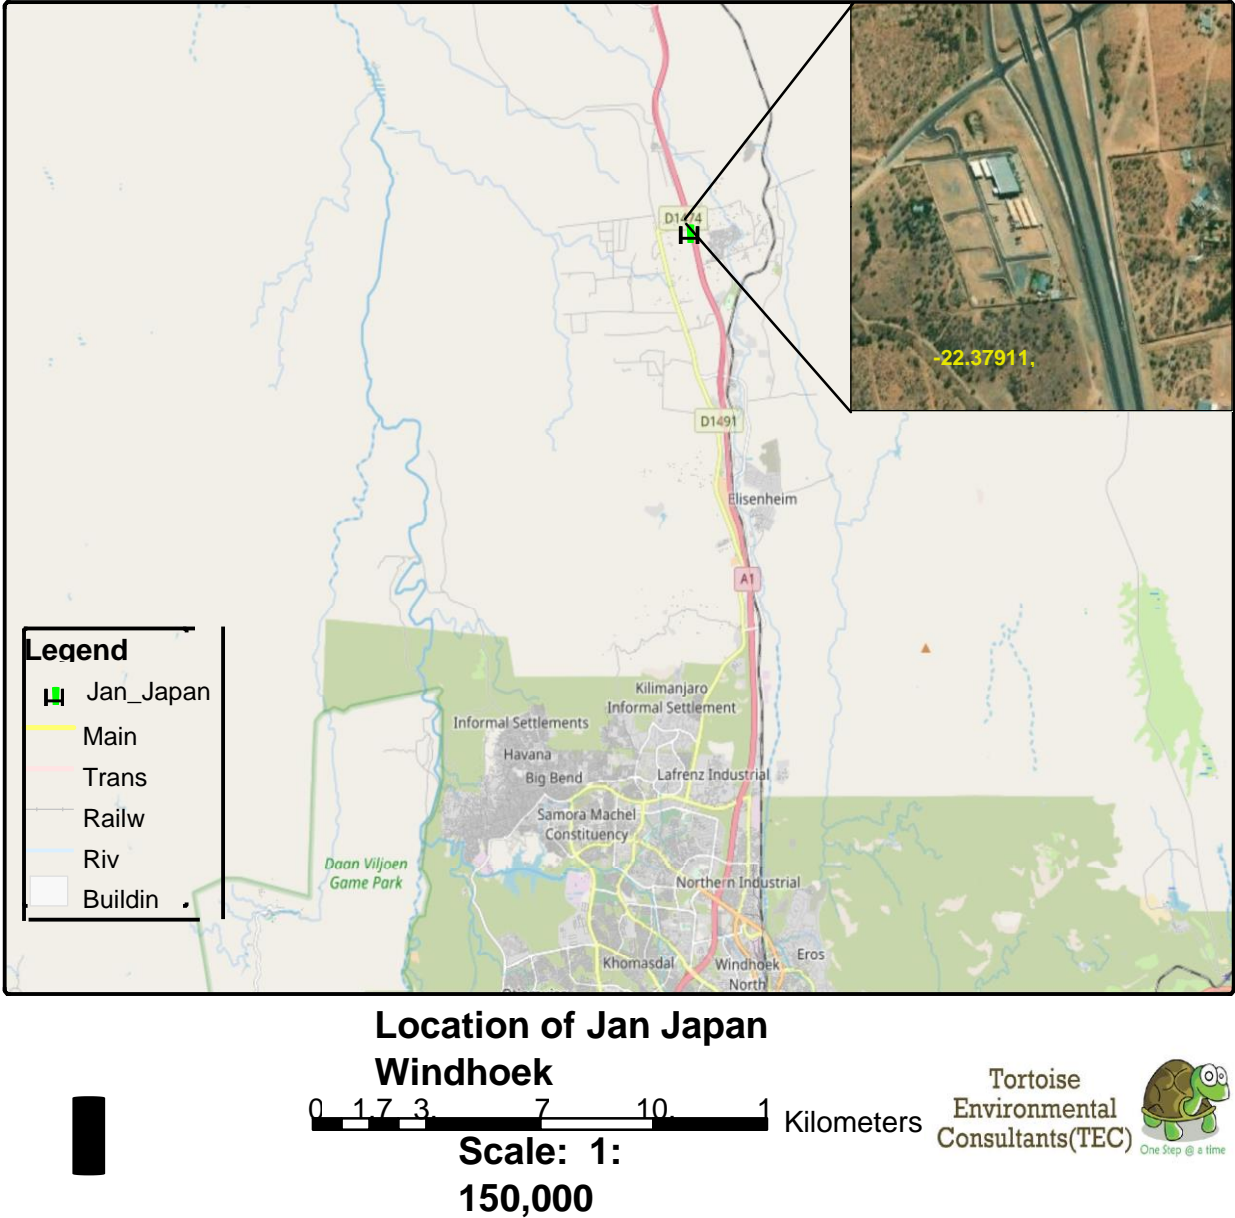 D1474
-22.37911,
D1491
Elisenheim
A1
Legend
Jan_Japan
Main
Trans
Railw
Riv
Buildin
Kilimanjaro
Informal Settlement
Informal Settlements
Havana
Big Bend
Lafrenz Industrial
Samora Machel
Constituency
Daan Viljoen
Game Park
Northern Industrial
Khomasdal
Windhoek
North
Eros
Location of Jan Japan
Windhoek
0 1.7 3. 7 10. 1 Kilometers
Scale: 1:
150,000
Tortoise
Environmental
Consultants(TEC)
One Step @ a time